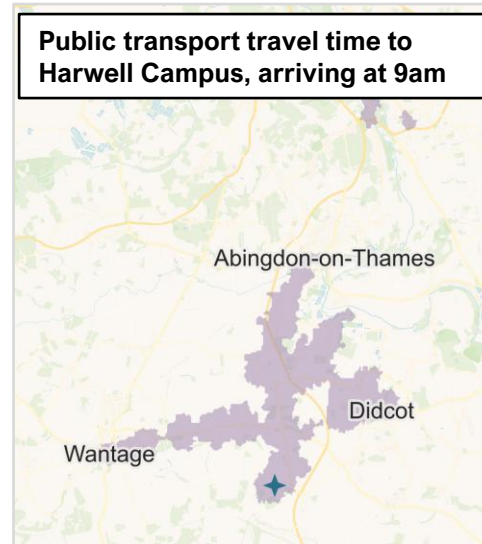 Public transport travel time to
Harwell Campus, arriving at 9am
Abingdon-on-Thames
Didcot
Wantage